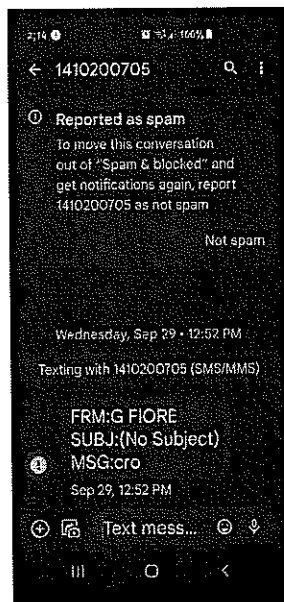 2:14
100%
1410200705
Reported as spam
To move this conversation
out of "Spam & blocked" and
get notifications again, report
1410200705 as not spam
Not spam
Wednesday, Sep 29 • 12:52 PM
Texting with 1410200705 (SMS/MMS)
FRM:G FIORE
SUBJ:(No Subject)
MSG:cro
Sep 29, 12:52 PM
Text mess...